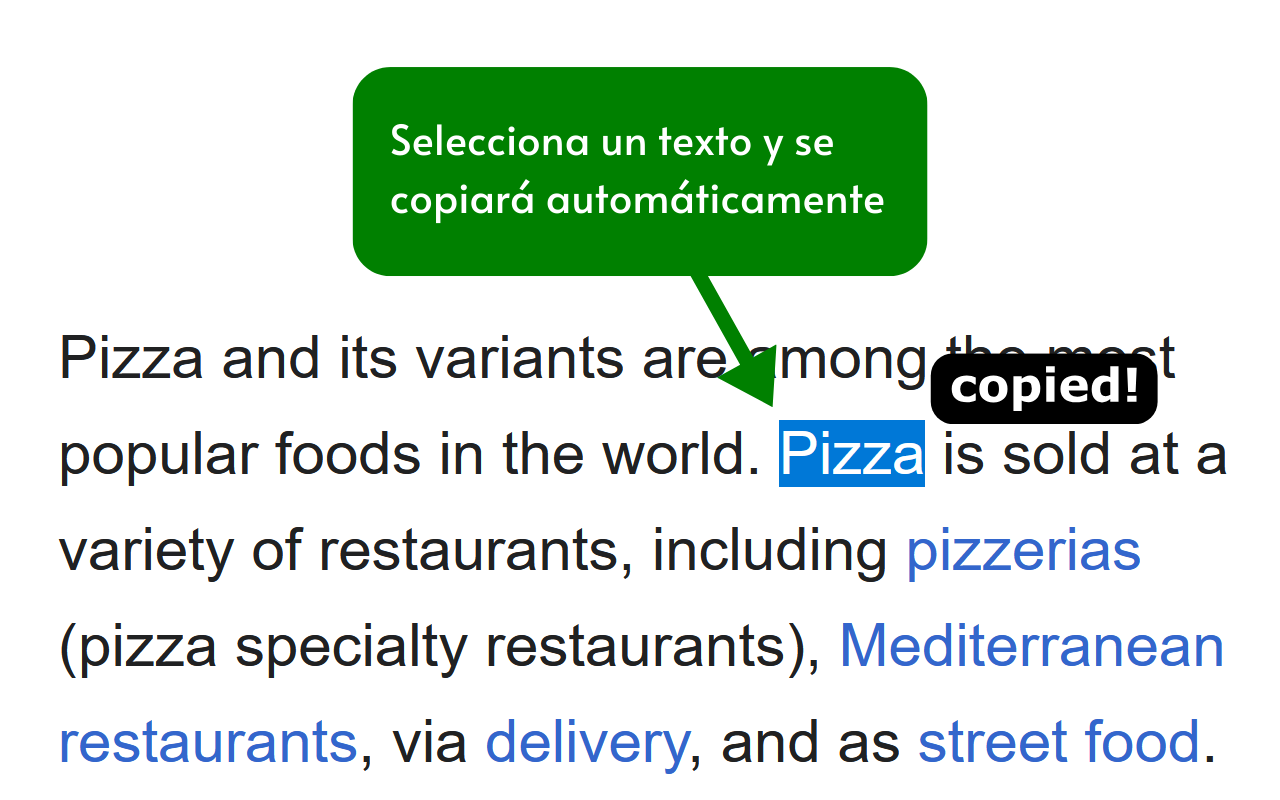 Selecciona un texto y se
copiará automáticamente
Pizza and its variants are among the most
copied!
popular foods in the world. Pizza is sold at a
variety of restaurants, including pizzerias
(pizza specialty restaurants), Mediterranean
restaurants, via delivery, and as street food.